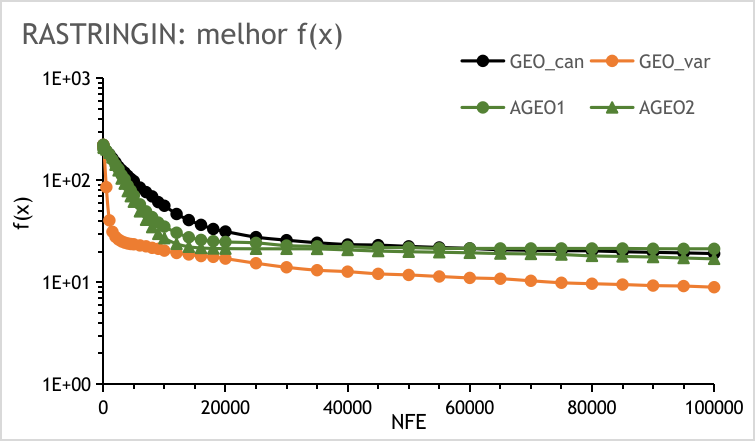 RASTRINGIN: melhor f(x)
GEO_can GEO_var
AGEO1 AGEO2
1E+03
1E+02
1E+01
1E+00
f(x)
0 20000 40000 60000 80000 100000
NFE